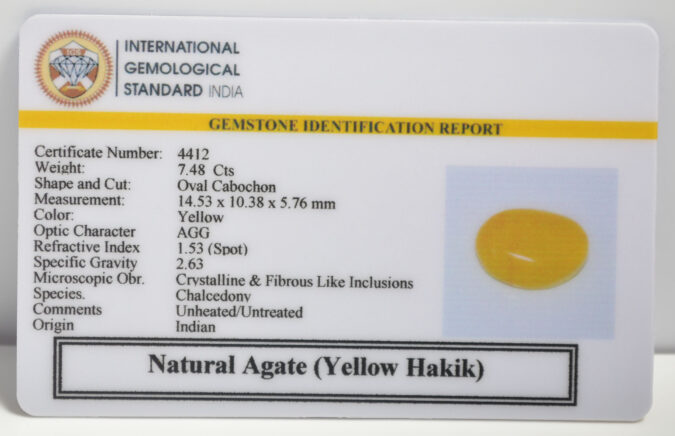 IGS
INTERNATIONAL
GEMOLOGICAL
STANDARD INDIA
GEMSTONE IDENTIFICATION REPORT
Certificate Number: 4412
Weight: 7.48 Cts
Shape and Cut: Oval Cabochon
Measurement: 14.53 x 10.38 x 5.76 mm
Color: Yellow
Optic Character AGG
Refractive Index 1.53 (Spot)
Specific Gravity 2.63
Microscopic Obr. Crystalline & Fibrous Like Inclusions
Species. Chalcedony
Comments Unheated/Untreated
Origin Indian
Natural Agate (Yellow Hakik)